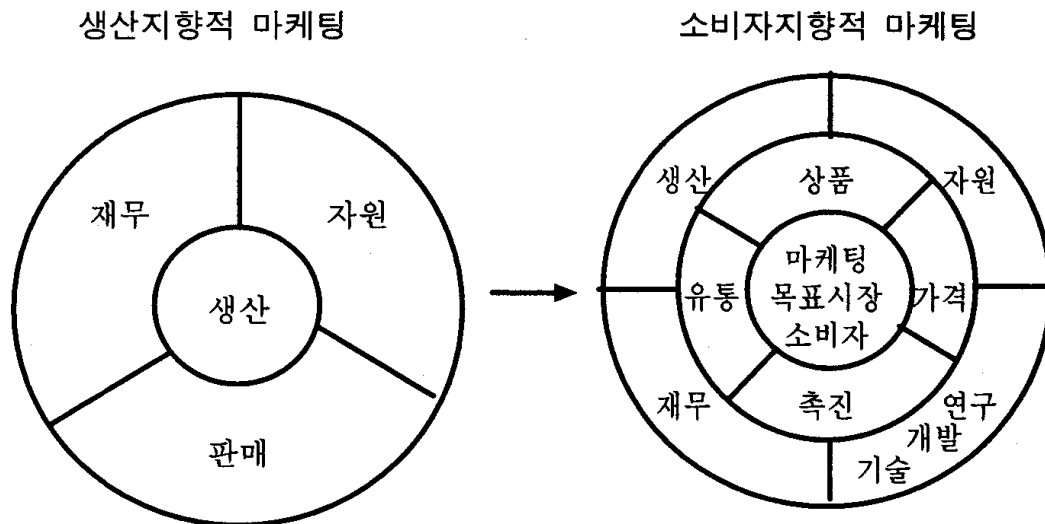 생산지향적 마케팅
재무
자원
생산
판매
소비자지향적 마케팅
생산
상품
자원
마케팅
유통
목표시장
가격
소비자
재무
촉진
연구
개발
기술